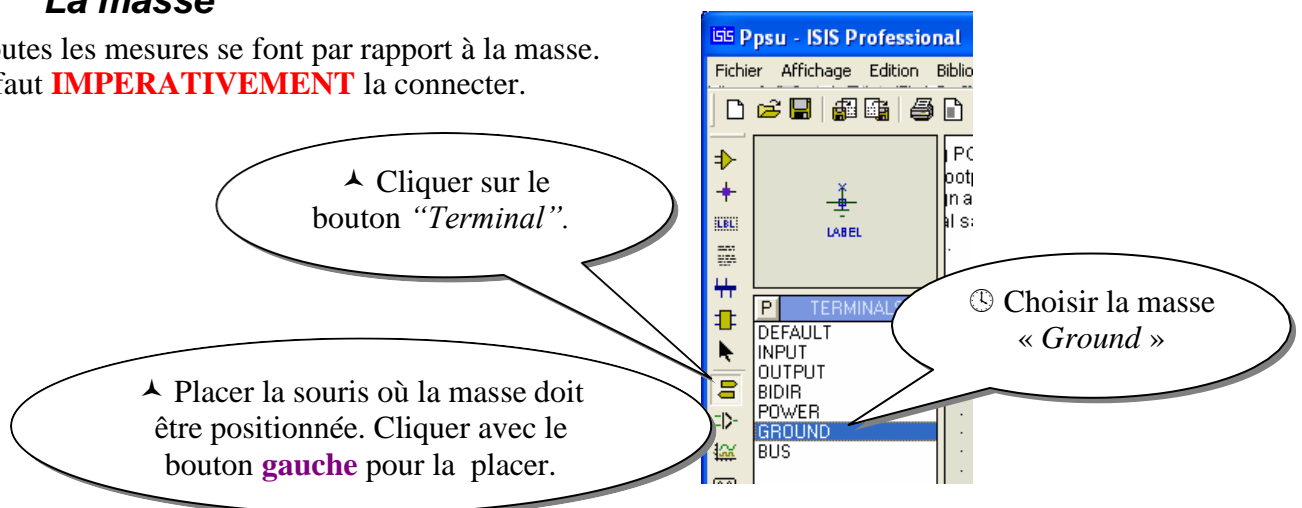 La masse
outes les mesures se font par rapport à la masse.
faut IMPERATIVEMENT la connecter.
isis Ppsu - ISIS Professional
Fichier Affichage Edition Biblio
Cliquer sur le
bouton “Terminal”.
LBL
LABEL
P TERMINALS
DEFAULT
INPUT
OUTPUT
BIDIR
POWER
GROUND
BUS
Choisir la masse
« Ground »
Placer la souris où la masse doit
être positionnée. Cliquer avec le
bouton gauche pour la placer.